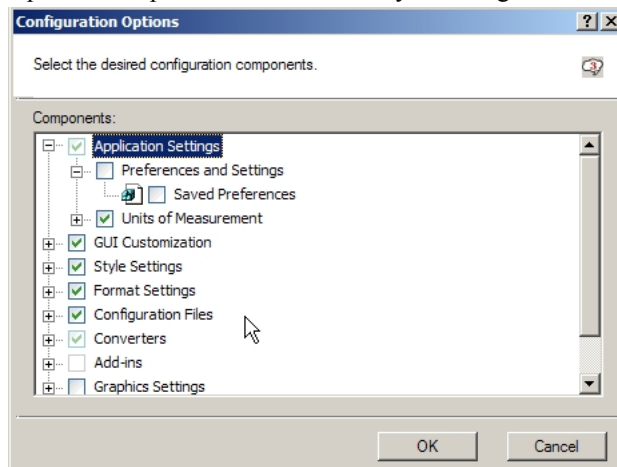 Configuration Options
Select the desired configuration components.
Components:
Application Settings
Preferences and Settings
Saved Preferences
Units of Measurement
GUI Customization
Style Settings
Format Settings
Configuration Files
Converters
Add-ins
Graphics Settings
OK Cancel